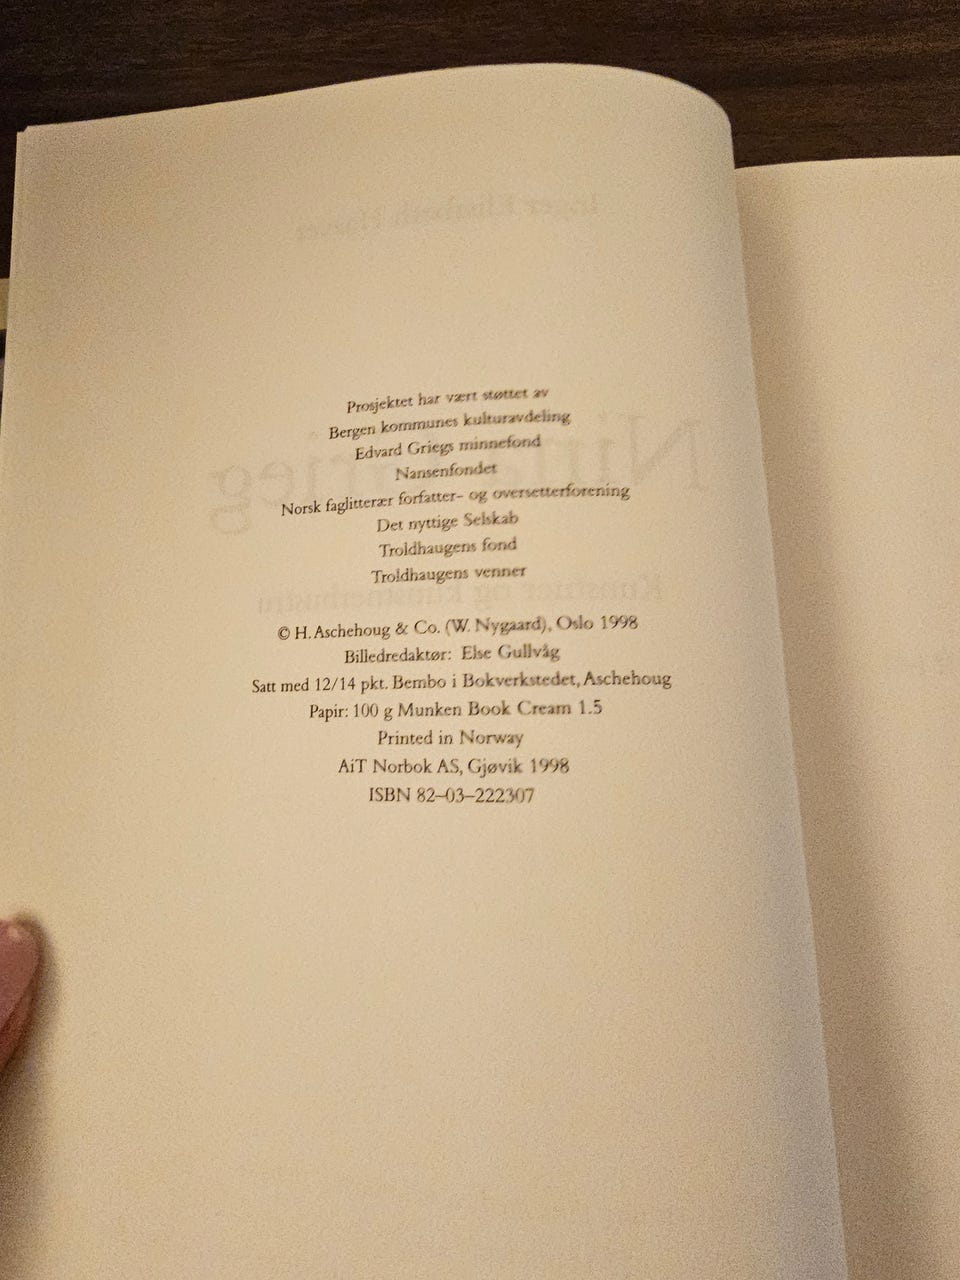 Prosjektet har vært støttet av
Bergen kommunes kulturavdeling
Edvard Griegs minnefond
Nansenfondet
Norsk faglitterær forfatter- og oversetterforening
Det nyttige Selskab
Troldhaugens fond
Troldhaugens venner
© H. Aschehoug & Co. (W. Nygaard), Oslo 1998
Billedredaktør: Else Gullvåg
Satt med 12/14 pkt. Bembo i Bokverkstedet, Aschehoug
Papir: 100 g Munken Book Cream 1.5
Printed in Norway
AiT Norbok AS, Gjøvik 1998
ISBN 82–03–222307